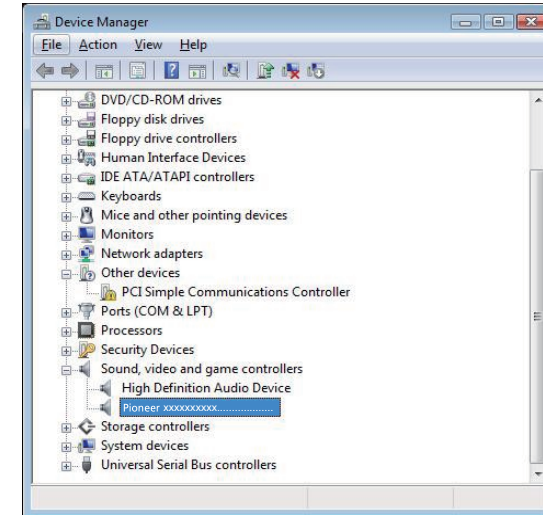 Device Manager
File Action View Help
DVD/CD-ROM drives
Floppy disk drives
Floppy drive controllers
Human Interface Devices
IDE ATA/ATAPI controllers
Keyboards
Mice and other pointing devices
Monitors
Network adapters
Other devices
PCI Simple Communications Controller
Ports (COM & LPT)
Processors
Security Devices
Sound, video and game controllers
High Definition Audio Device
Pioneer xxxxxxxxxx..................
Storage controllers
System devices
Universal Serial Bus controllers